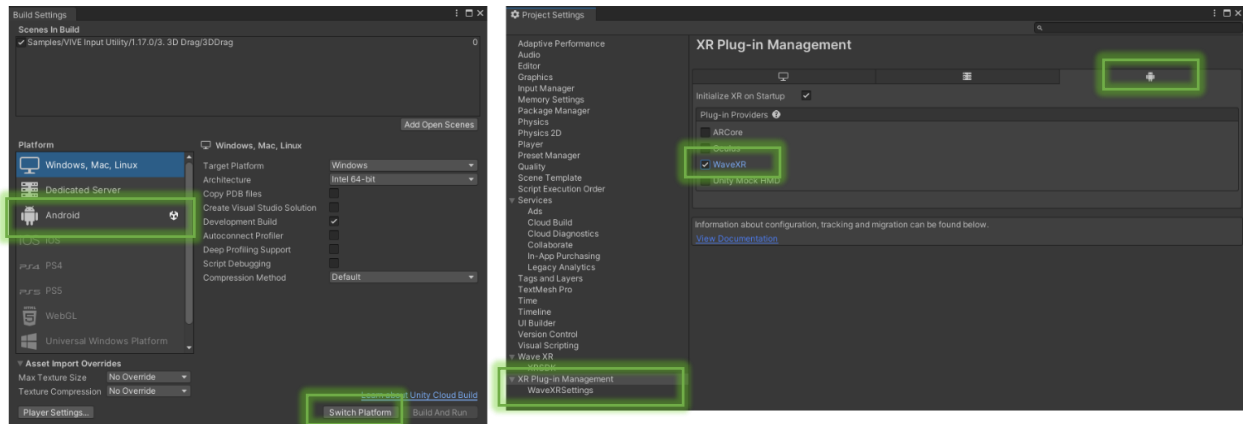 Build Settings
Scenes In Build
Samples/VIVE Input Utility/1.17.0/3. 3D Drag/3DDrag 0
Add Open Scenes
Platform
Windows, Mac, Linux
Dedicated Server
Android
iOS iOS
PS4
PS5
WebGL
Universal Windows Platform
Windows, Mac, Linux
Target Platform Windows
Architecture Intel 64-bit
Copy PDB files
Create Visual Studio Solution
Development Build
Autoconnect Profiler
Deep Profiling Support
Script Debugging
Compression Method Default
Asset Import Overrides
Max Texture Size No Override
Texture Compression No Override
Learn about Unity Cloud Build
Player Settings...
Switch Platform
Build And Run
Project Settings
Adaptive Performance
Audio
Editor
Graphics
Input Manager
Memory Settings
Package Manager
Physics
Physics 2D
Player
Preset Manager
Quality
Scene Template
Script Execution Order
Services
Ads
Cloud Build
Cloud Diagnostics
Collaborate
In-App Purchasing
Legacy Analytics
Tags and Layers
TextMesh Pro
Time
Timeline
UI Builder
Version Control
Visual Scripting
Wave XR
XRSDK
XR Plug-in Management
WaveXRSettings
XR Plug-in Management
Initialize XR on Startup
Plug-in Providers
ARCore
Oculus
WaveXR
Unity Mock HMD
Information about configuration, tracking and migration can be found below.
View Documentation